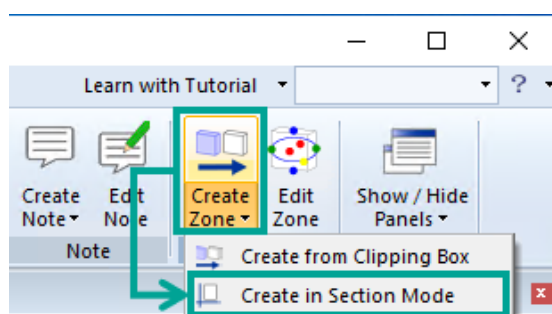 Learn with Tutorial
?
Create Note
Edit Note
Create Zone
Edit Zone
Show / Hide Panels
Note
Create from Clipping Box
Create in Section Mode